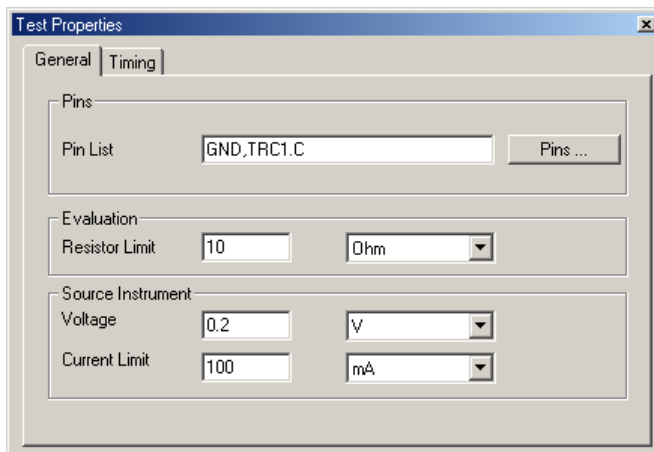 Test Properties
General Timing
Pins
Pin List GND,TRC1.C Pins ...
Evaluation
Resistor Limit 10 Ohm
Source Instrument
Voltage 0.2 V
Current Limit 100 mA